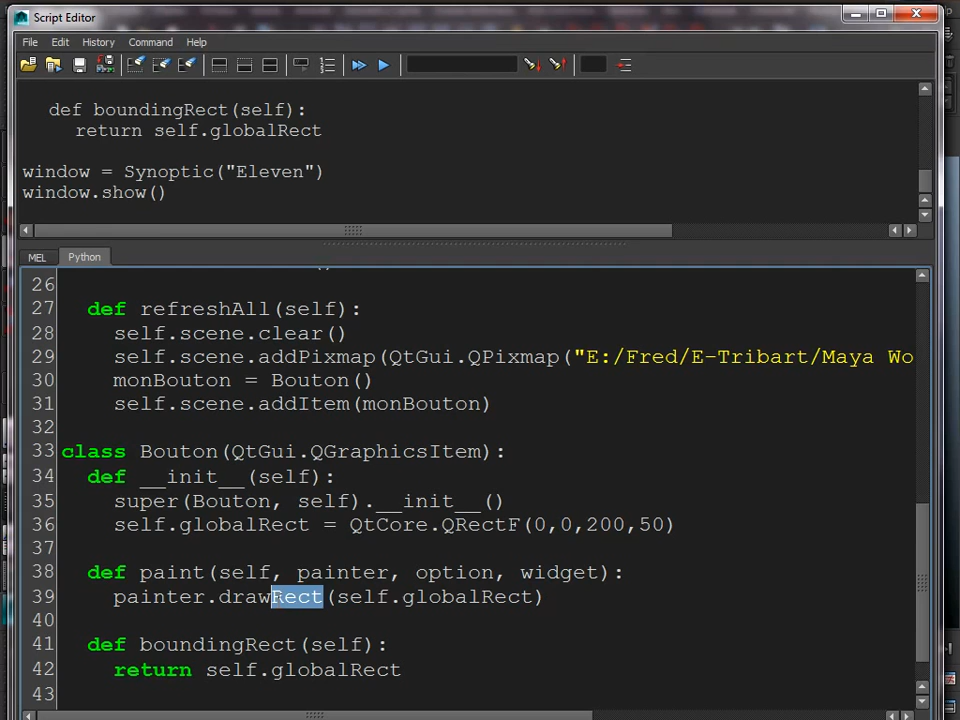 Script Editor
File Edit History Command Help
def boundingRect(self):
return self.globalRect
window = Synoptic("Eleven")
window.show()
MEL Python
26
27 def refreshAll(self):
28 self.scene.clear()
29 self.scene.addPixmap(QtGui.QPixmap("E:/Fred/E-Tribart/Maya Wo
30 monBouton = Bouton()
31 self.scene.addItem(monBouton)
32
33 class Bouton(QtGui.QGraphicsItem):
34 def __init__(self):
35 super(Bouton, self).__init__()
36 self.globalRect = QtCore.QRectF(0,0,200,50)
37
38 def paint(self, painter, option, widget):
39 painter.drawRect(self.globalRect)
40
41 def boundingRect(self):
42 return self.globalRect
43